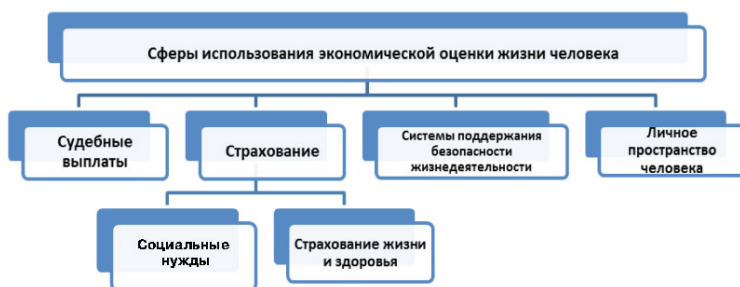 Сферы использования экономической оценки жизни человека
Судебные
выплаты
Страхование
Системы поддержания
безопасности
жизнедеятельности
Личное
пространство
человека
Социальные
нужды
Страхование жизни
и здоровья